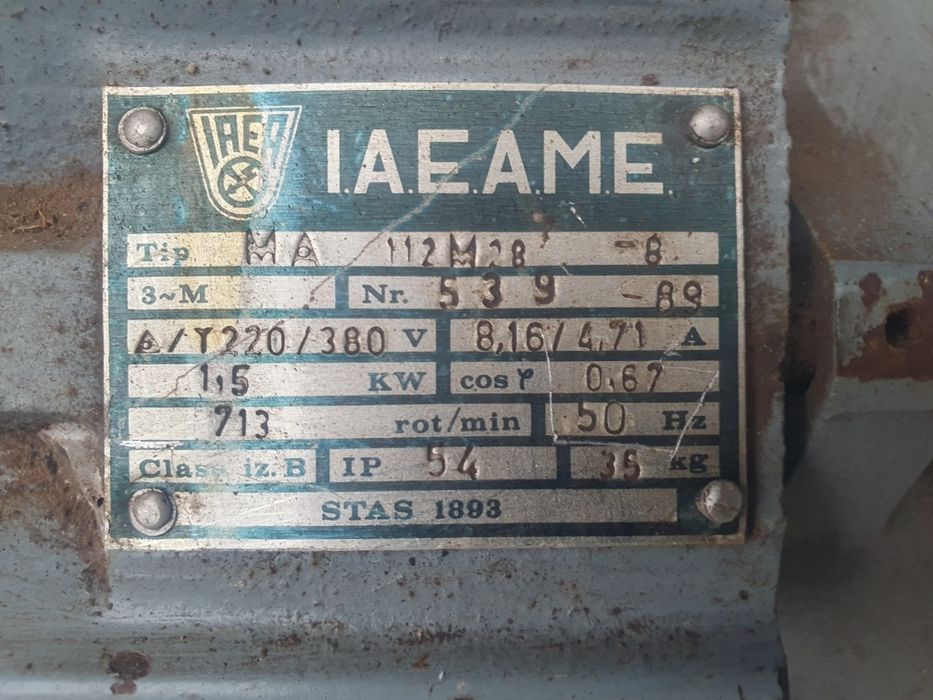 IAEA
I.A.E.A.M.E.
Tip MA 112M28 -8
3~M Nr. 539 -89
Δ/Y 220/380 V 8,16/4,71 A
1,5 KW cos φ 0,67
713 rot/min 50 Hz
Clasa iz. B IP 54 35 kg
STAS 1893